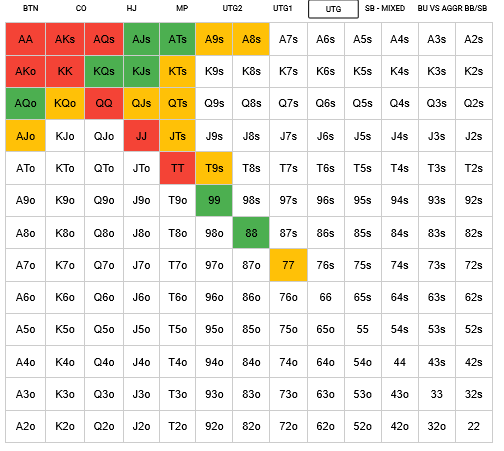 BTN CO HJ MP UTG2 UTG1 UTG SB - MIXED BU VS AGGR BB/SB
AA AKs AQs AJs ATs A9s A8s A7s A6s A5s A4s A3s A2s
AKo KK KQs KJs KTs K9s K8s K7s K6s K5s K4s K3s K2s
AQo KQo QQ QJs QTs Q9s Q8s Q7s Q6s Q5s Q4s Q3s Q2s
AJo KJo QJo JJ JTs J9s J8s J7s J6s J5s J4s J3s J2s
ATo KTo QTo JTo TT T9s T8s T7s T6s T5s T4s T3s T2s
A9o K9o Q9o J9o T9o 99 98s 97s 96s 95s 94s 93s 92s
A8o K8o Q8o J8o T8o 98o 88 87s 86s 85s 84s 83s 82s
A7o K7o Q7o J7o T7o 97o 87o 77 76s 75s 74s 73s 72s
A6o K6o Q6o J6o T6o 96o 86o 76o 66 65s 64s 63s 62s
A5o K5o Q5o J5o T5o 95o 85o 75o 65o 55 54s 53s 52s
A4o K4o Q4o J4o T4o 94o 84o 74o 64o 54o 44 43s 42s
A3o K3o Q3o J3o T3o 93o 83o 73o 63o 53o 43o 33 32s
A2o K2o Q2o J2o T2o 92o 82o 72o 62o 52o 42o 32o 22